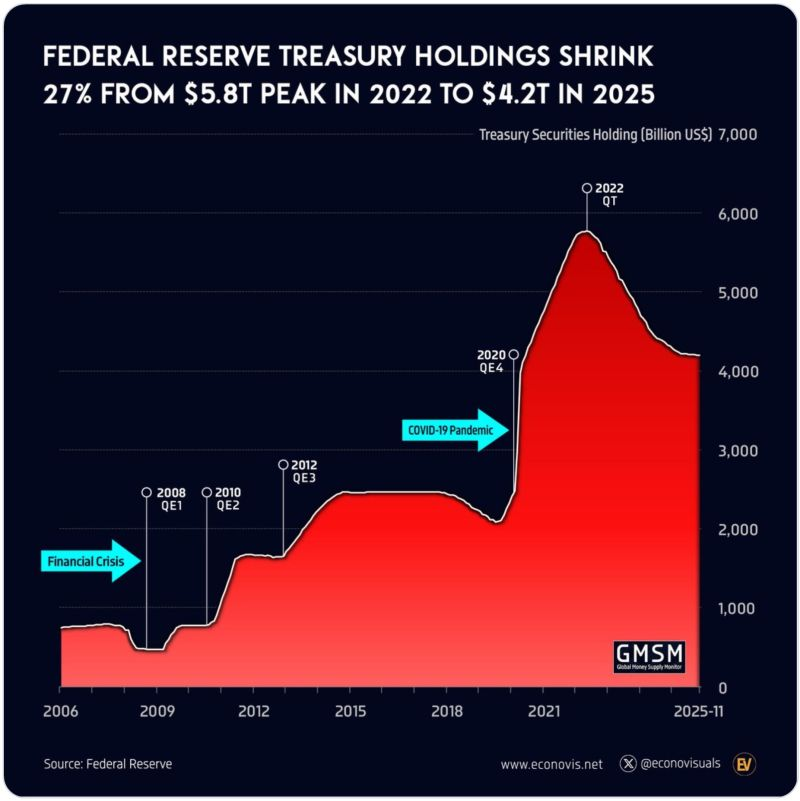 FEDERAL RESERVE TREASURY HOLDINGS SHRINK
27% FROM $5.8T PEAK IN 2022 TO $4.2T IN 2025
Treasury Securities Holding (Billion US$) 7,000
2022
QT
6,000
5,000
2020
QE4
4,000
COVID-19 Pandemic
3,000
2012
QE3
2008
QE1
2010
QE2
2,000
Financial Crisis
1,000
GMSM
Global Money Supply Monitor
0
2006 2009 2012 2015 2018 2021 2025-11
Source: Federal Reserve
www.econovis.net
@econovisuals
EV